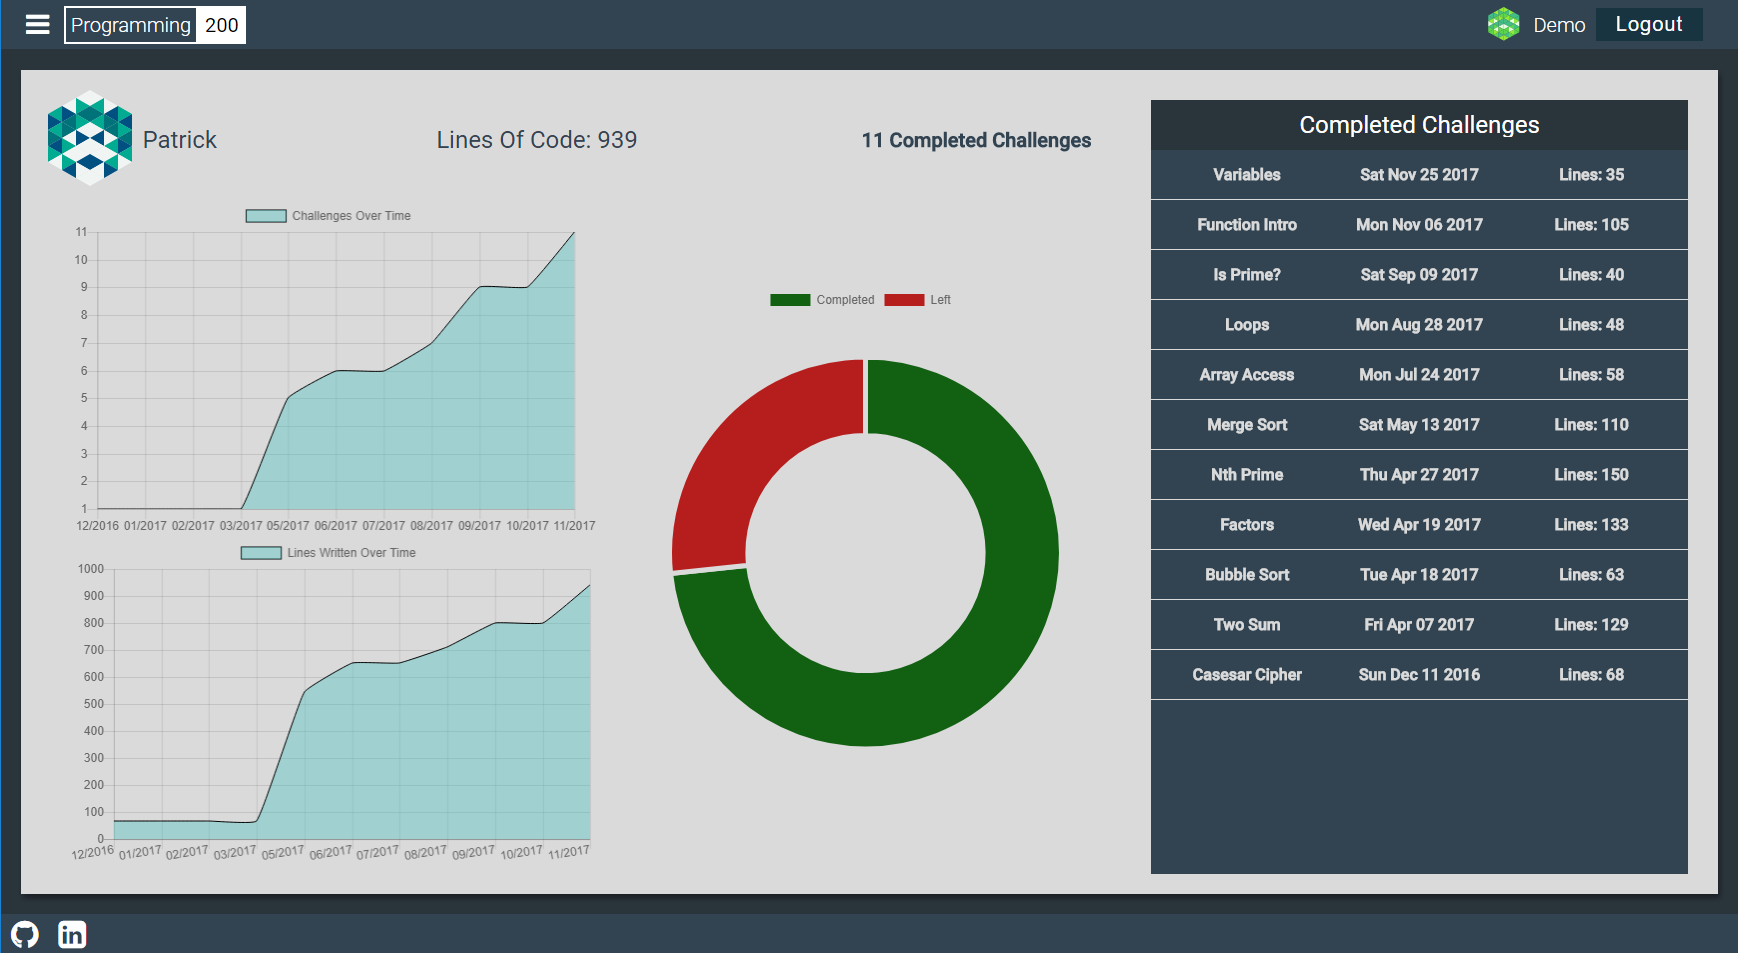 Programming 200
Demo
Logout
Patrick
Lines Of Code: 939
11 Completed Challenges
Challenges Over Time
11
10
9
8
7
6
5
4
3
2
1
12/2016 01/2017 02/2017 03/2017 05/2017 06/2017 07/2017 08/2017 09/2017 10/2017 11/2017
Lines Written Over Time
1000
900
800
700
600
500
400
300
200
100
0
12/2016 01/2017 02/2017 03/2017 05/2017 06/2017 07/2017 08/2017 09/2017 10/2017 11/2017
Completed Left
Completed Challenges
Variables Sat Nov 25 2017 Lines: 35
Function Intro Mon Nov 06 2017 Lines: 105
Is Prime? Sat Sep 09 2017 Lines: 40
Loops Mon Aug 28 2017 Lines: 48
Array Access Mon Jul 24 2017 Lines: 58
Merge Sort Sat May 13 2017 Lines: 110
Nth Prime Thu Apr 27 2017 Lines: 150
Factors Wed Apr 19 2017 Lines: 133
Bubble Sort Tue Apr 18 2017 Lines: 63
Two Sum Fri Apr 07 2017 Lines: 129
Casesar Cipher Sun Dec 11 2016 Lines: 68
in